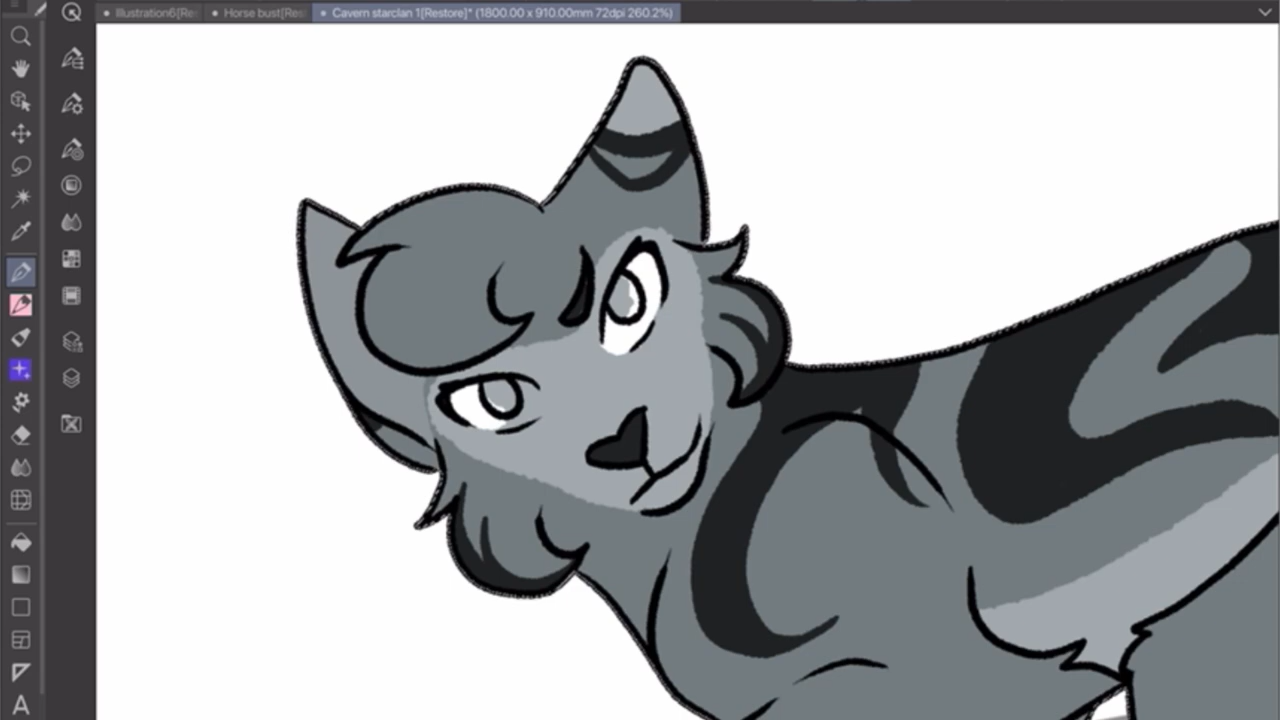 Illustration6[Re Horse bust[Res Cavern starclan 1[Restore]* (1800.00 x 910.00mm 72dpi 260.2%)